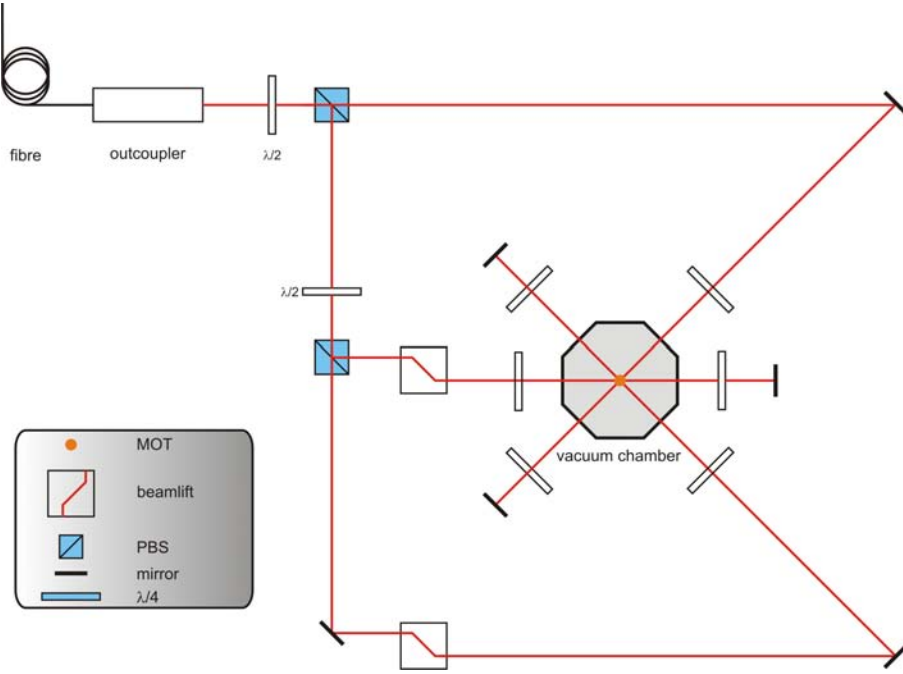 fibre
outcoupler
λ/2
λ/2
vacuum chamber
MOT
beamlift
PBS
mirror
λ/4